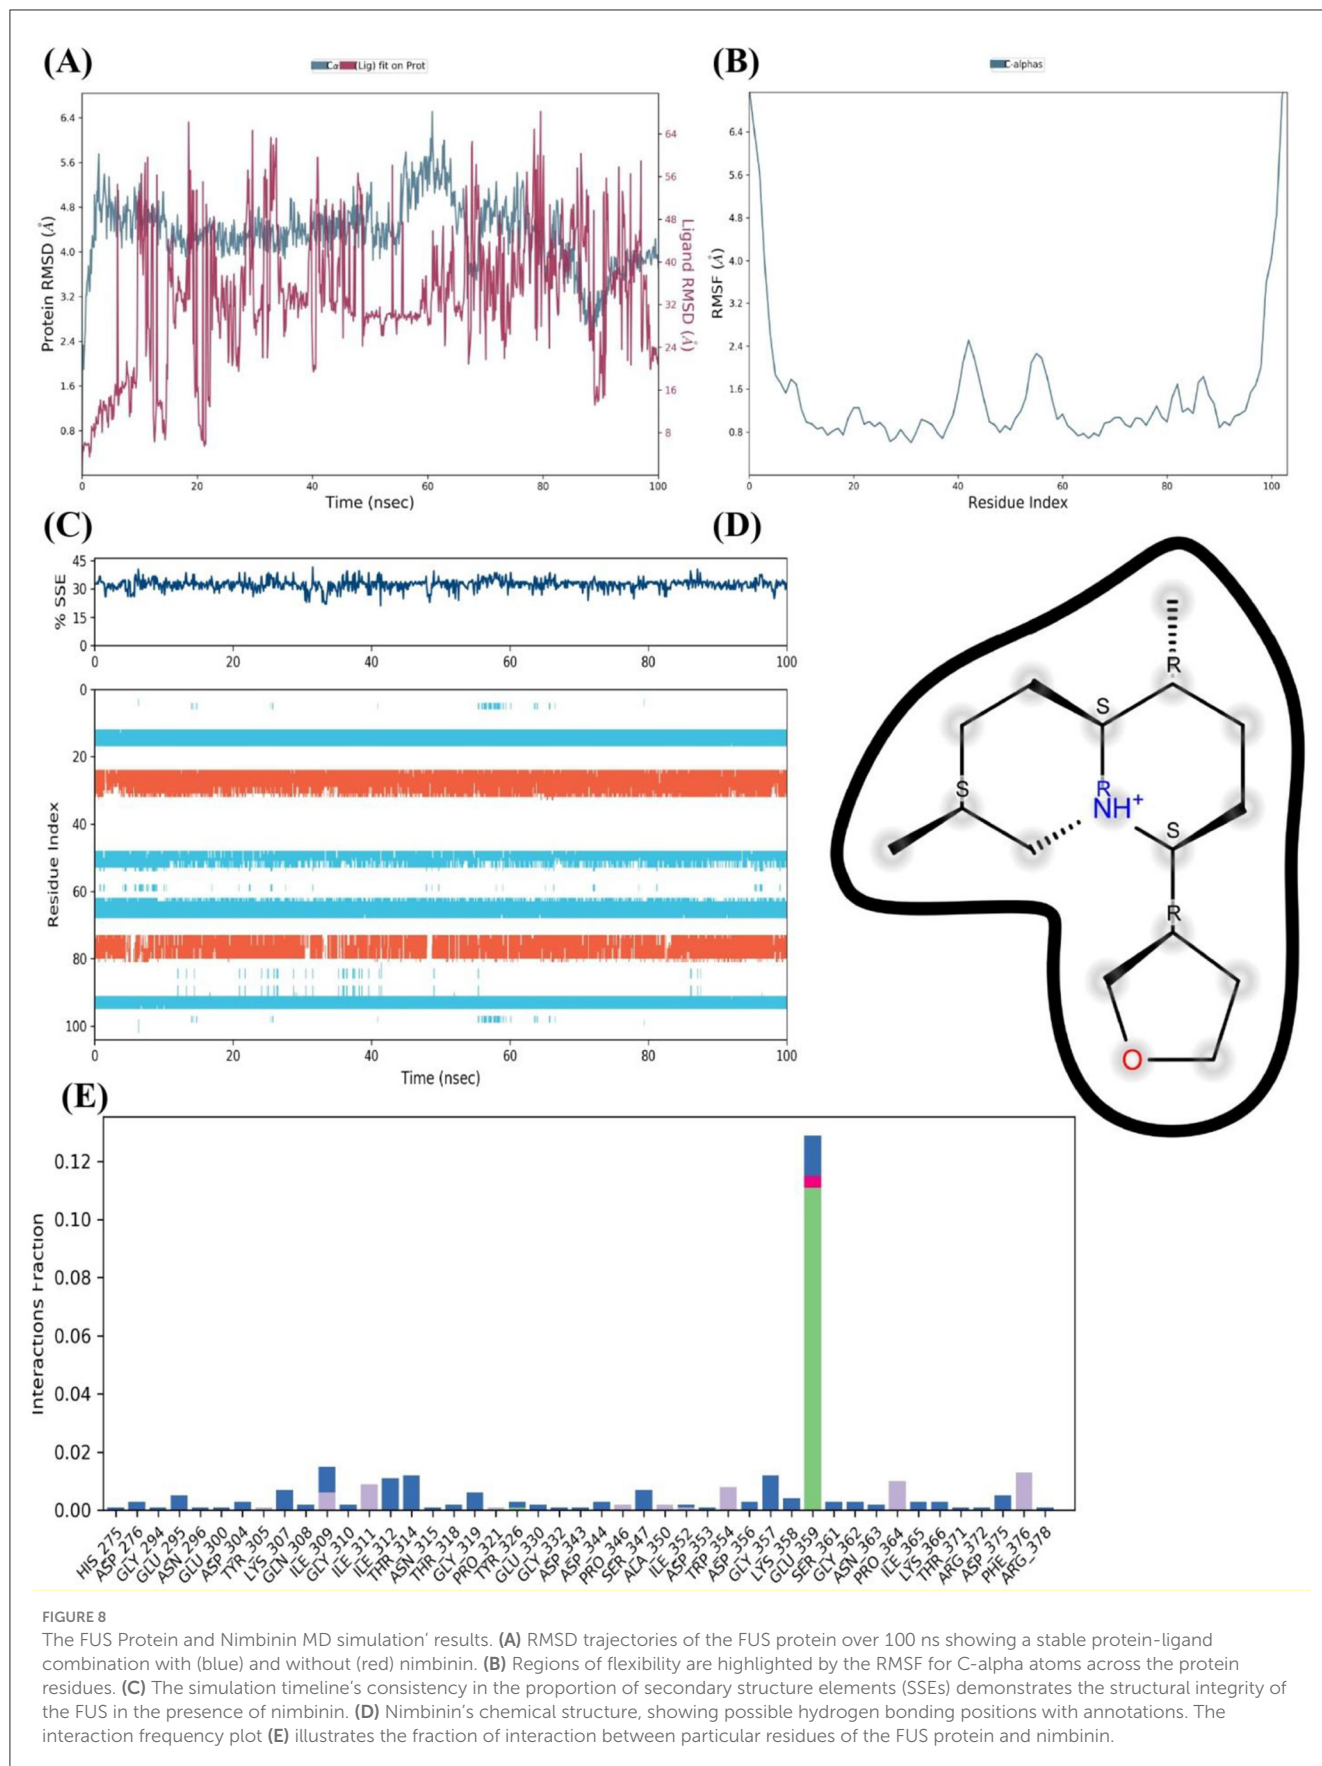 (A)
Cα (Lig) fit on Prot
6.4
5.6
4.8
4.0
3.2
2.4
1.6
0.8
Protein RMSD (Å)
64
56
48
40
32
24
16
8
Ligand RMSD (Å)
0 20 40 60 80 100
Time (nsec)
(B)
C-alphas
6.4
5.6
4.8
4.0
3.2
2.4
1.6
0.8
RMSF (Å)
0 20 40 60 80 100
Residue Index
(C)
45
30
15
0
% SSE
0 20 40 60 80 100
0
20
40
60
80
100
Residue Index
0 20 40 60 80 100
Time (nsec)
(D)
R
S
S
R
NH+
S
R
O
(E)
0.12
0.10
0.08
0.06
0.04
0.02
0.00
Interactions Fraction
HIS_275
ASP_276
GLY_294
GLU_295
ASN_296
GLU_300
ASP_304
TYR_305
LYS_307
GLN_308
ILE_309
GLY_310
ILE_311
ILE_312
THR_314
ASN_315
THR_318
GLY_319
PRO_321
TYR_326
GLU_330
GLY_332
ASP_343
ASP_344
PRO_346
SER_347
ALA_350
ILE_352
ASP_353
TRP_354
ASP_356
GLY_357
LYS_358
GLU_359
SER_361
GLY_362
ASN_363
PRO_364
ILE_365
LYS_366
THR_371
ARG_372
ASP_375
PHE_376
ARG_378
FIGURE 8
The FUS Protein and Nimbinin MD simulation' results. (A) RMSD trajectories of the FUS protein over 100 ns showing a stable protein-ligand
combination with (blue) and without (red) nimbinin. (B) Regions of flexibility are highlighted by the RMSF for C-alpha atoms across the protein
residues. (C) The simulation timeline's consistency in the proportion of secondary structure elements (SSEs) demonstrates the structural integrity of
the FUS in the presence of nimbinin. (D) Nimbinin's chemical structure, showing possible hydrogen bonding positions with annotations. The
interaction frequency plot (E) illustrates the fraction of interaction between particular residues of the FUS protein and nimbinin.